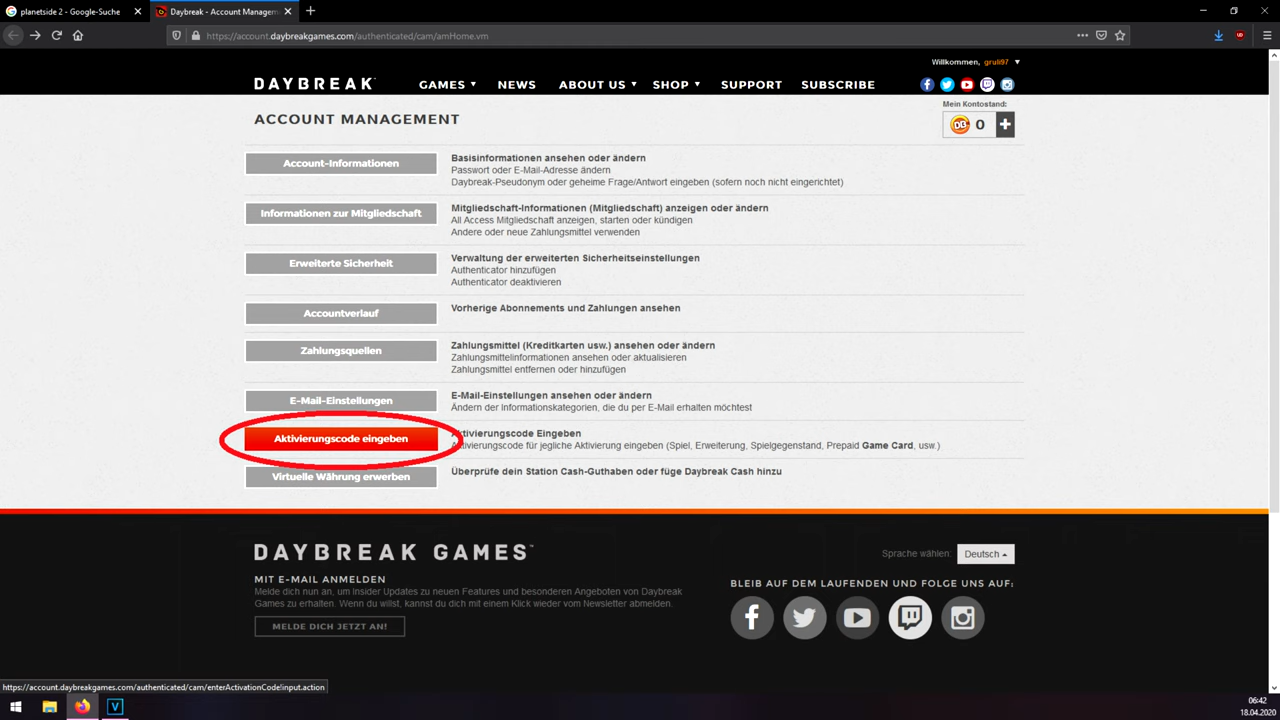 planetside 2 - Google-Suche
Daybreak - Account Managem
https://account.daybreakgames.com/authenticated/cam/amHome.vm
Willkommen, gruli97
DAYBREAK
GAMES
NEWS
ABOUT US
SHOP
SUPPORT
SUBSCRIBE
Mein Kontostand:
DB 0 +
ACCOUNT MANAGEMENT
Account-Informationen
Basisinformationen ansehen oder ändern
Passwort oder E-Mail-Adresse ändern
Daybreak-Pseudonym oder geheime Frage/Antwort eingeben (sofern noch nicht eingerichtet)
Informationen zur Mitgliedschaft
Mitgliedschaft-Informationen (Mitgliedschaft) anzeigen oder ändern
All Access Mitgliedschaft anzeigen, starten oder kündigen
Andere oder neue Zahlungsmittel verwenden
Erweiterte Sicherheit
Verwaltung der erweiterten Sicherheitseinstellungen
Authenticator hinzufügen
Authenticator deaktivieren
Accountverlauf
Vorherige Abonnements und Zahlungen ansehen
Zahlungsquellen
Zahlungsmittel (Kreditkarten usw.) ansehen oder ändern
Zahlungsmittelinformationen ansehen oder aktualisieren
Zahlungsmittel entfernen oder hinzufügen
E-Mail-Einstellungen
E-Mail-Einstellungen ansehen oder ändern
Ändern der Informationskategorien, die du per E-Mail erhalten möchtest
Aktivierungscode eingeben
Aktivierungscode Eingeben
Aktivierungscode für jegliche Aktivierung eingeben (Spiel, Erweiterung, Spielgegenstand, Prepaid Game Card, usw.)
Virtuelle Währung erwerben
Überprüfe dein Station Cash-Guthaben oder füge Daybreak Cash hinzu
DAYBREAK GAMES™
Sprache wählen: Deutsch
MIT E-MAIL ANMELDEN
Melde dich nun an, um Insider Updates zu neuen Features und besonderen Angeboten von Daybreak
Games zu erhalten. Wenn du willst, kannst du dich mit einem Klick wieder vom Newsletter abmelden.
MELDE DICH JETZT AN!
BLEIB AUF DEM LAUFENDEN UND FOLGE UNS AUF:
https://account.daybreakgames.com/authenticated/cam/enterActivationCode!input.action
06:42
18.04.2020